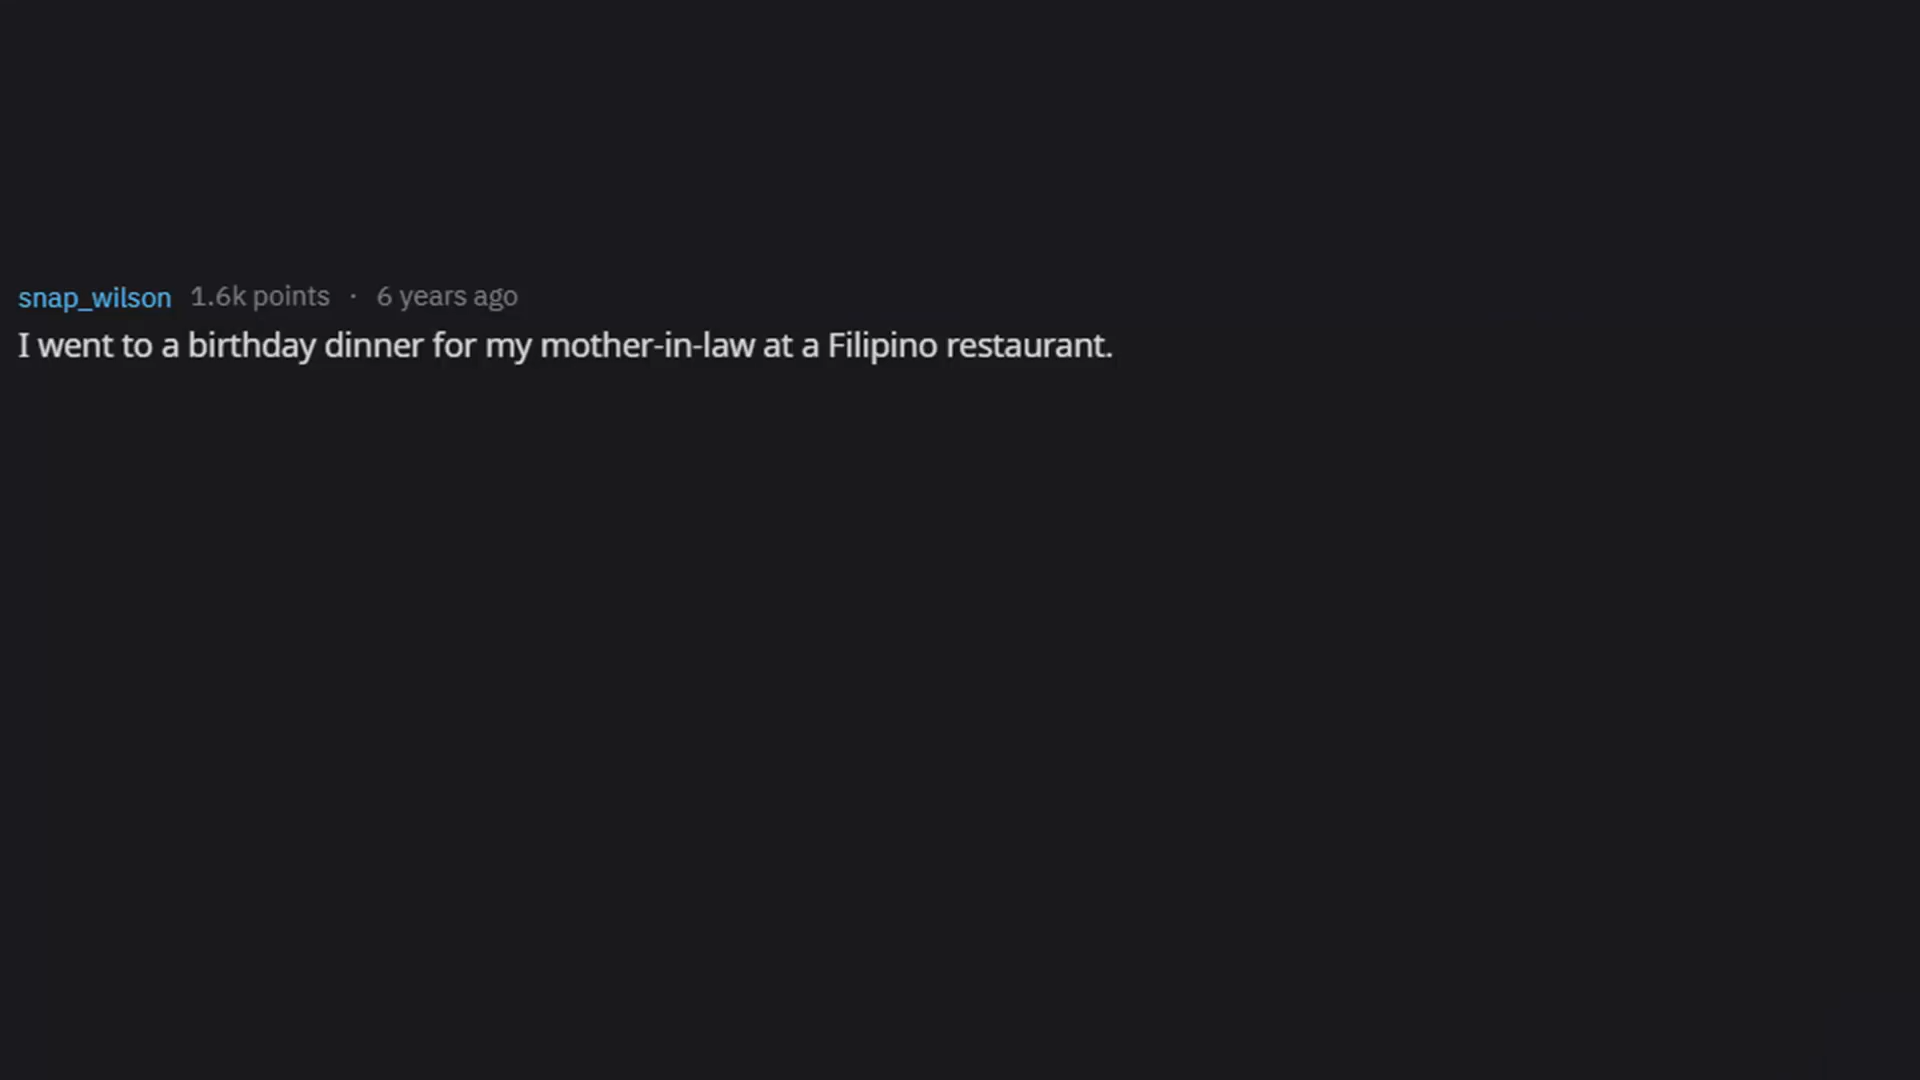 snap_wilson 1.6k points · 6 years ago
I went to a birthday dinner for my mother-in-law at a Filipino restaurant.